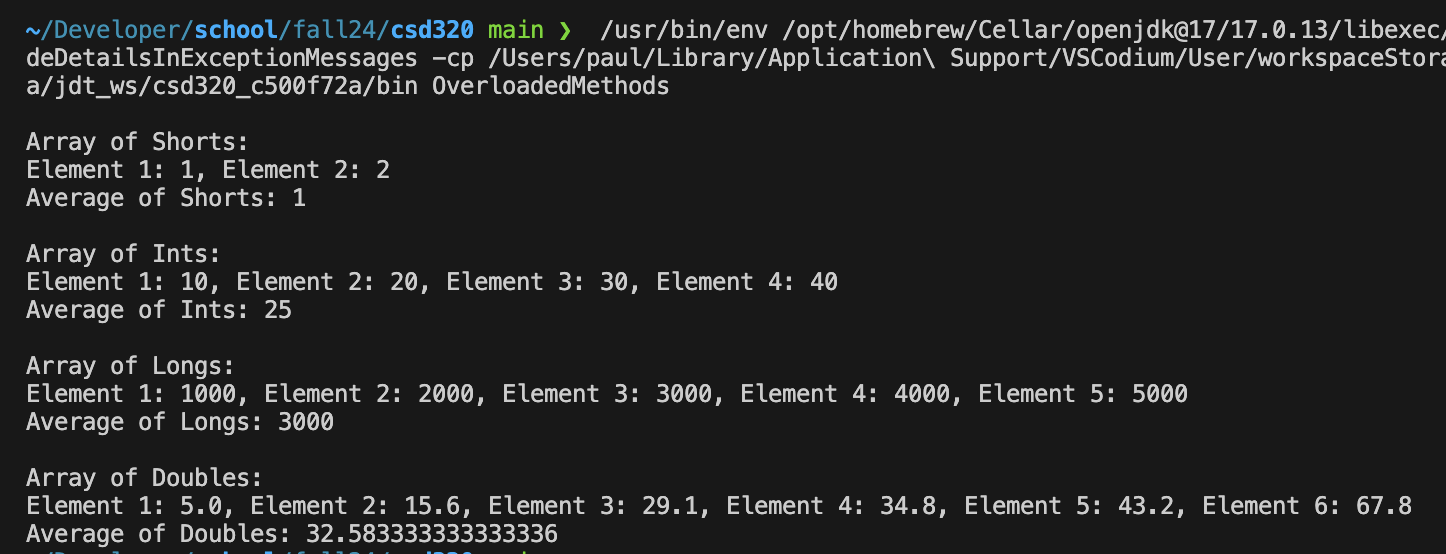 ~/Developer/school/fall24/csd320 main ❯ /usr/bin/env /opt/homebrew/Cellar/openjdk@17/17.0.13/libexec/
deDetailsInExceptionMessages -cp /Users/paul/Library/Application\ Support/VSCodium/User/workspaceStora
a/jdt_ws/csd320_c500f72a/bin OverloadedMethods
Array of Shorts:
Element 1: 1, Element 2: 2
Average of Shorts: 1
Array of Ints:
Element 1: 10, Element 2: 20, Element 3: 30, Element 4: 40
Average of Ints: 25
Array of Longs:
Element 1: 1000, Element 2: 2000, Element 3: 3000, Element 4: 4000, Element 5: 5000
Average of Longs: 3000
Array of Doubles:
Element 1: 5.0, Element 2: 15.6, Element 3: 29.1, Element 4: 34.8, Element 5: 43.2, Element 6: 67.8
Average of Doubles: 32.583333333333336